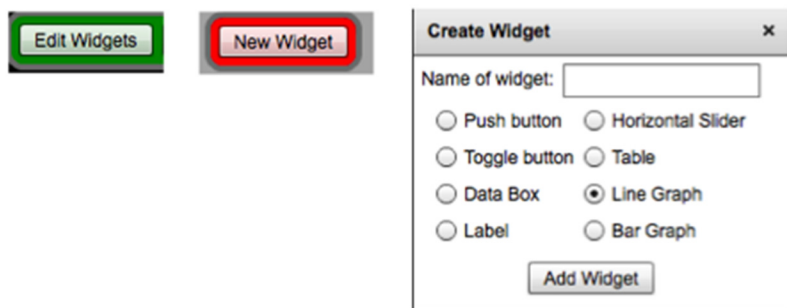 Edit Widgets
New Widget
Create Widget ×
Name of widget:
Push button Horizontal Slider
Toggle button Table
Data Box Line Graph
Label Bar Graph
Add Widget